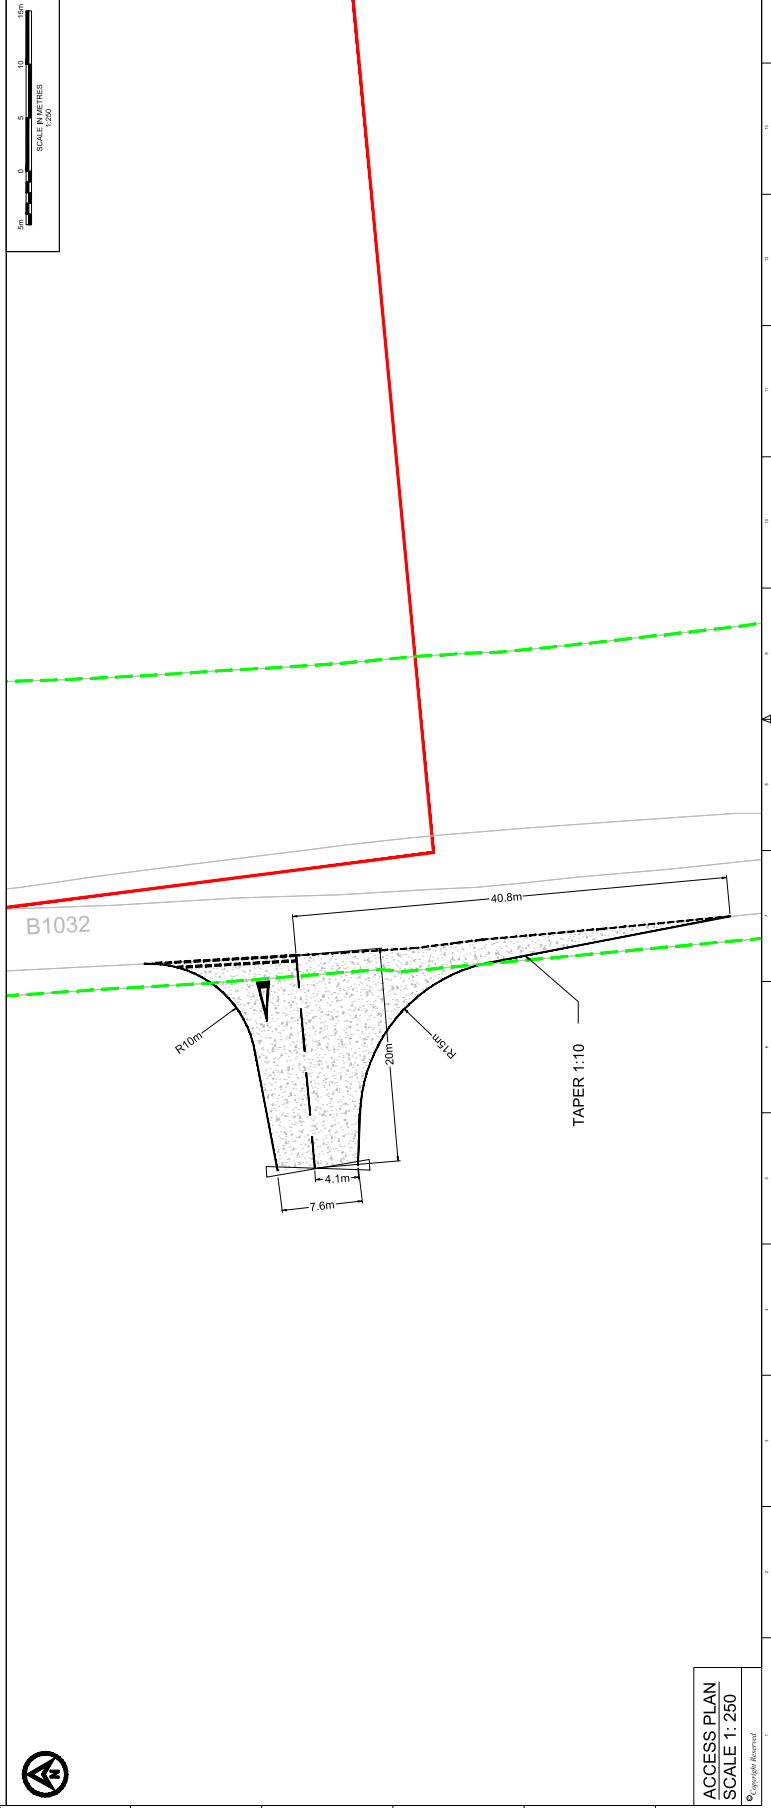 15m
10
5
0
5m
SCALE IN METRES
1:250
B1032
40.8m
R10m
R15m
20m
TAPER 1:10
4.1m
7.6m
N
ACCESS PLAN
SCALE 1: 250
© Copyright Reserved